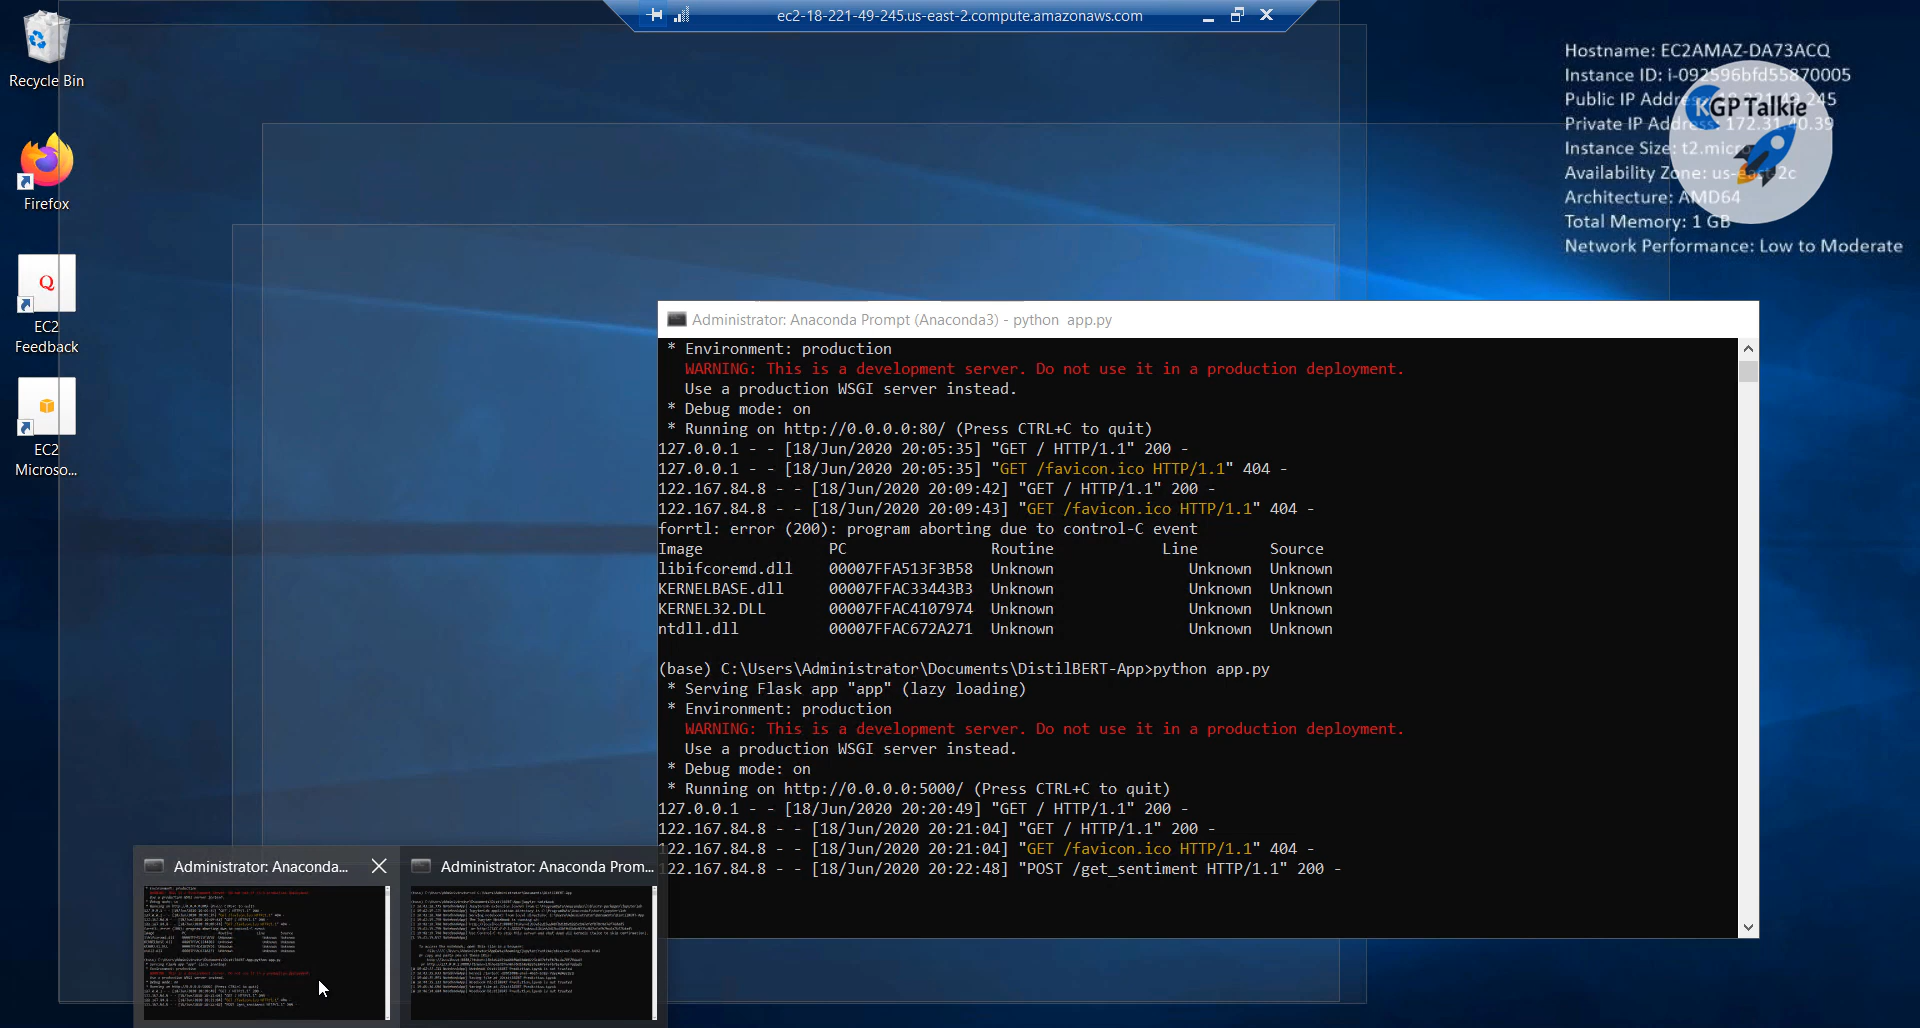 ec2-18-221-49-245.us-east-2.compute.amazonaws.com
Recycle Bin
Firefox
EC2
Feedback
EC2
Microso...
Hostname: EC2AMAZ-DA73ACQ
Instance ID: i-092596bfd55870005
Public IP Addre 245
Private IP Address: 172.31.40.39
Instance Size: t2.micro
Availability Zone: us-east-2c
Architecture: AMD64
Total Memory: 1 GB
Network Performance: Low to Moderate
KGP Talkie
Administrator: Anaconda Prompt (Anaconda3) - python  app.py
* Environment: production
WARNING: This is a development server. Do not use it in a production deployment.
Use a production WSGI server instead.
* Debug mode: on
* Running on http://0.0.0.0:80/ (Press CTRL+C to quit)
127.0.0.1 - - [18/Jun/2020 20:05:35] "GET / HTTP/1.1" 200 -
127.0.0.1 - - [18/Jun/2020 20:05:35] "GET /favicon.ico HTTP/1.1" 404 -
122.167.84.8 - - [18/Jun/2020 20:09:42] "GET / HTTP/1.1" 200 -
122.167.84.8 - - [18/Jun/2020 20:09:43] "GET /favicon.ico HTTP/1.1" 404 -
forrtl: error (200): program aborting due to control-C event
Image PC Routine Line Source
libifcoremd.dll 00007FFA513F3B58 Unknown Unknown Unknown
KERNELBASE.dll 00007FFAC33443B3 Unknown Unknown Unknown
KERNEL32.DLL 00007FFAC4107974 Unknown Unknown Unknown
ntdll.dll 00007FFAC672A271 Unknown Unknown Unknown
(base) C:\Users\Administrator\Documents\DistilBERT-App>python app.py
* Serving Flask app "app" (lazy loading)
* Environment: production
WARNING: This is a development server. Do not use it in a production deployment.
Use a production WSGI server instead.
* Debug mode: on
* Running on http://0.0.0.0:5000/ (Press CTRL+C to quit)
127.0.0.1 - - [18/Jun/2020 20:20:49] "GET / HTTP/1.1" 200 -
122.167.84.8 - - [18/Jun/2020 20:21:04] "GET / HTTP/1.1" 200 -
122.167.84.8 - - [18/Jun/2020 20:21:04] "GET /favicon.ico HTTP/1.1" 404 -
122.167.84.8 - - [18/Jun/2020 20:22:48] "POST /get_sentiment HTTP/1.1" 200 -
Administrator: Anaconda...
Administrator: Anaconda Prom...